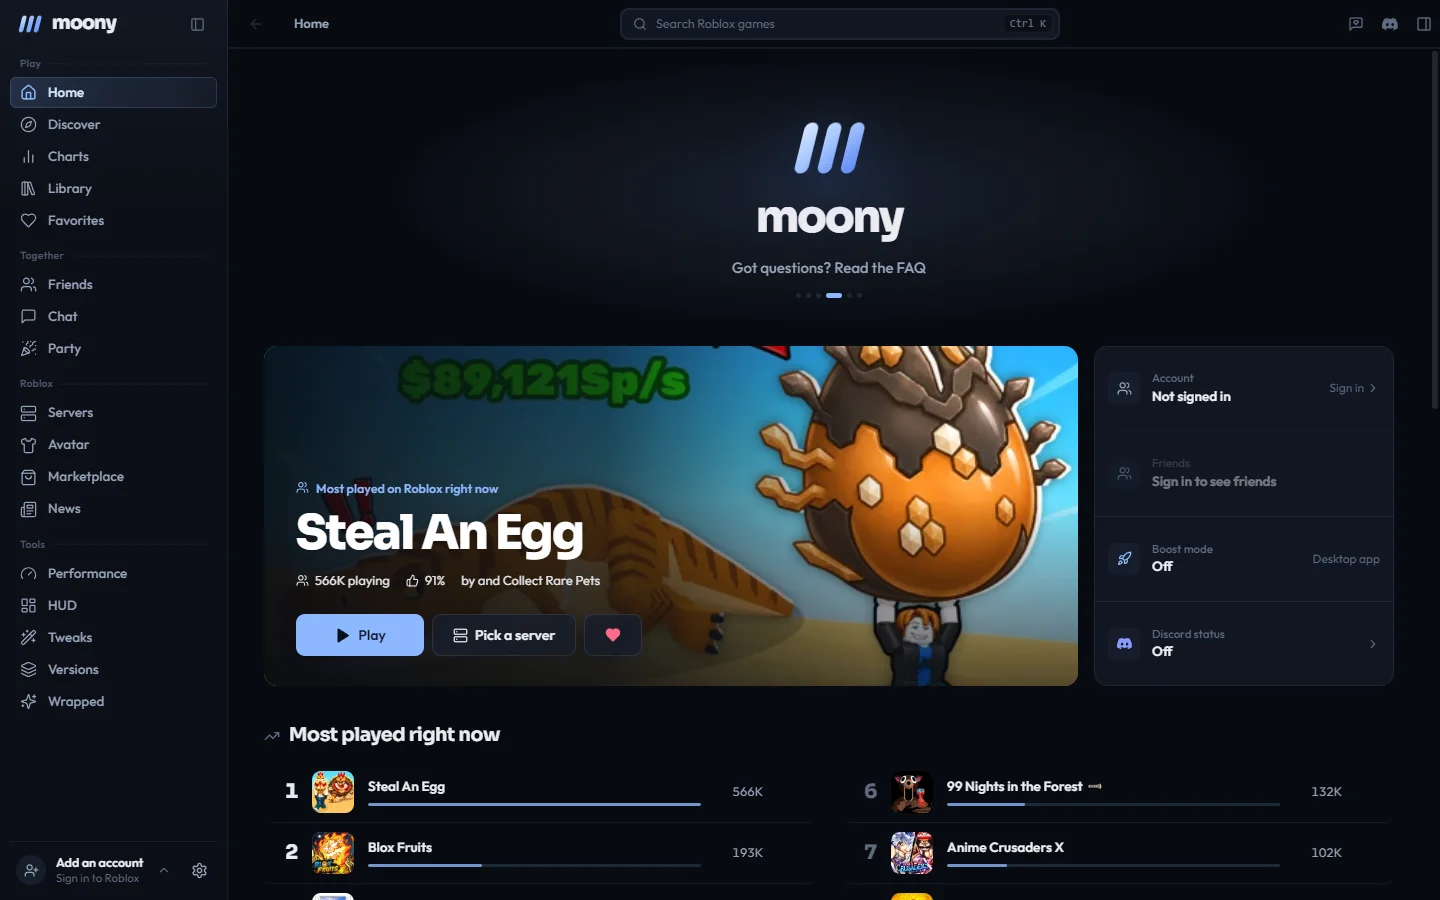 moony
Home
Search Roblox games
Ctrl K
Play
Home
Discover
Charts
Library
Favorites
Together
Friends
Chat
Party
Roblox
Servers
Avatar
Marketplace
News
Tools
Performance
HUD
Tweaks
Versions
Wrapped
Add an account
Sign in to Roblox
moony
Got questions? Read the FAQ
$89,121Sp/s
Most played on Roblox right now
Steal An Egg
566K playing 91% by and Collect Rare Pets
Play
Pick a server
Account
Not signed in
Sign in
Friends
Sign in to see friends
Boost mode
Off
Desktop app
Discord status
Off
Most played right now
1 Steal An Egg 566K
2 Blox Fruits 193K
6 99 Nights in the Forest 132K
7 Anime Crusaders X 102K